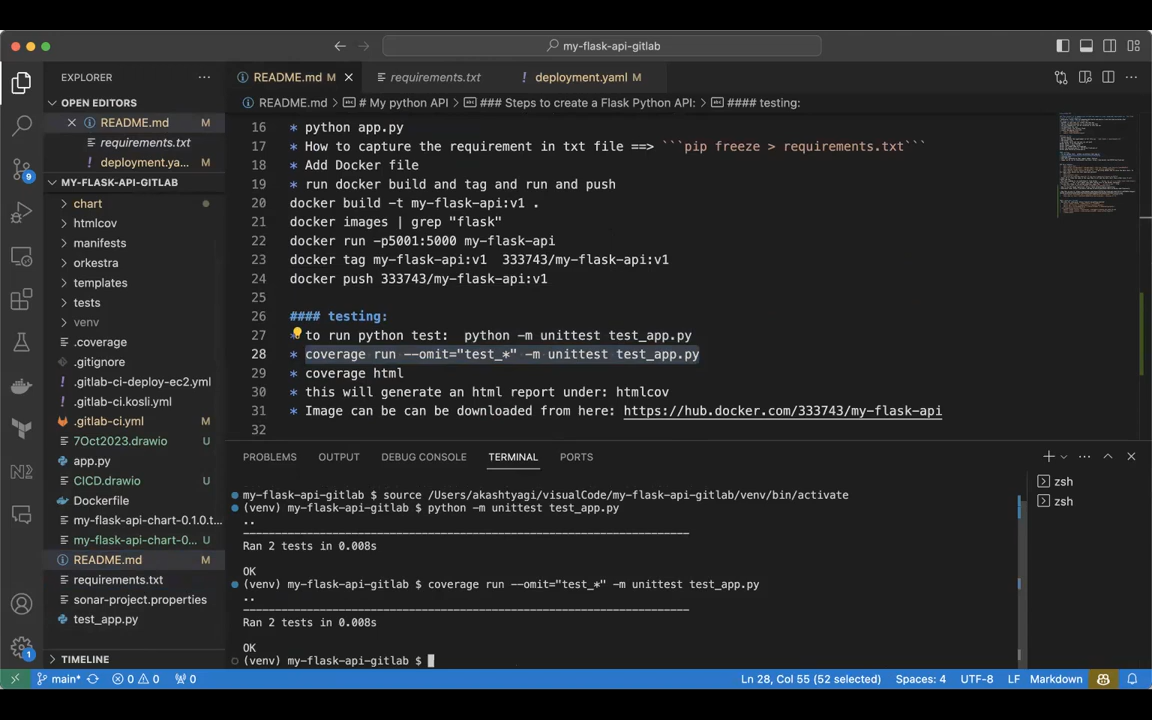 my-flask-api-gitlab
EXPLORER
OPEN EDITORS
README.md M
requirements.txt
deployment.ya... M
MY-FLASK-API-GITLAB
chart
htmlcov
manifests
orkestra
templates
tests
venv
.coverage
.gitignore
.gitlab-ci-deploy-ec2.yml
.gitlab-ci.kosli.yml
.gitlab-ci.yml M
7Oct2023.drawio U
app.py
CICD.drawio U
Dockerfile
my-flask-api-chart-0.1.0.t...
my-flask-api-chart-0... U
README.md M
requirements.txt
sonar-project.properties
test_app.py
TIMELINE
9
1
README.md M
requirements.txt
deployment.yaml M
README.md > # My python API > ### Steps to create a Flask Python API: > #### testing:
16 * python app.py
17 * How to capture the requirement in txt file ==> ```pip freeze > requirements.txt```
18 * Add Docker file
19 * run docker build and tag and run and push
20 docker build -t my-flask-api:v1 .
21 docker images | grep "flask"
22 docker run -p5001:5000 my-flask-api
23 docker tag my-flask-api:v1  333743/my-flask-api:v1
24 docker push 333743/my-flask-api:v1
25
26 #### testing:
27 * to run python test:  python -m unittest test_app.py
28 * coverage run --omit="test_*" -m unittest test_app.py
29 * coverage html
30 * this will generate an html report under: htmlcov
31 * Image can be can be downloaded from here: https://hub.docker.com/333743/my-flask-api
32
PROBLEMS OUTPUT DEBUG CONSOLE TERMINAL PORTS
zsh
zsh
my-flask-api-gitlab $ source /Users/akashtyagi/visualCode/my-flask-api-gitlab/venv/bin/activate
(venv) my-flask-api-gitlab $ python -m unittest test_app.py
..
----------------------------------------------------------------------
Ran 2 tests in 0.008s
OK
(venv) my-flask-api-gitlab $ coverage run --omit="test_*" -m unittest test_app.py
..
----------------------------------------------------------------------
Ran 2 tests in 0.008s
OK
(venv) my-flask-api-gitlab $
main* 0 0 0 Ln 28, Col 55 (52 selected) Spaces: 4 UTF-8 LF Markdown